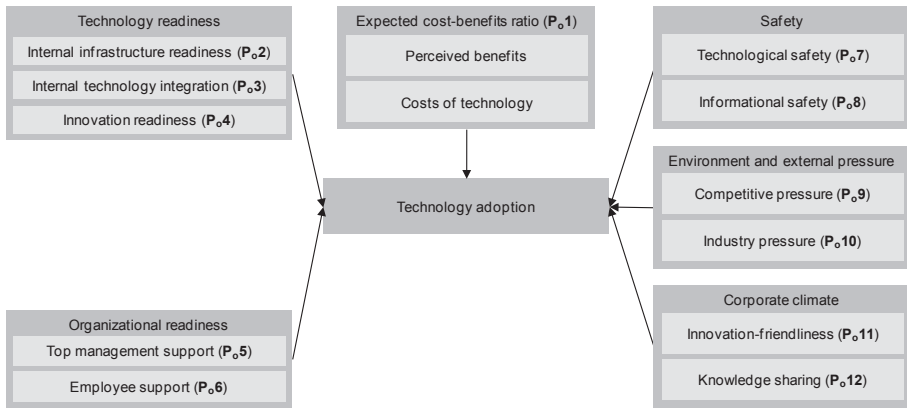 Technology readiness
Internal infrastructure readiness (Pₒ2)
Internal technology integration (Pₒ3)
Innovation readiness (Pₒ4)
Expected cost-benefits ratio (Pₒ1)
Perceived benefits
Costs of technology
Safety
Technological safety (Pₒ7)
Informational safety (Pₒ8)
Technology adoption
Environment and external pressure
Competitive pressure (Pₒ9)
Industry pressure (Pₒ10)
Organizational readiness
Top management support (Pₒ5)
Employee support (Pₒ6)
Corporate climate
Innovation-friendliness (Pₒ11)
Knowledge sharing (Pₒ12)